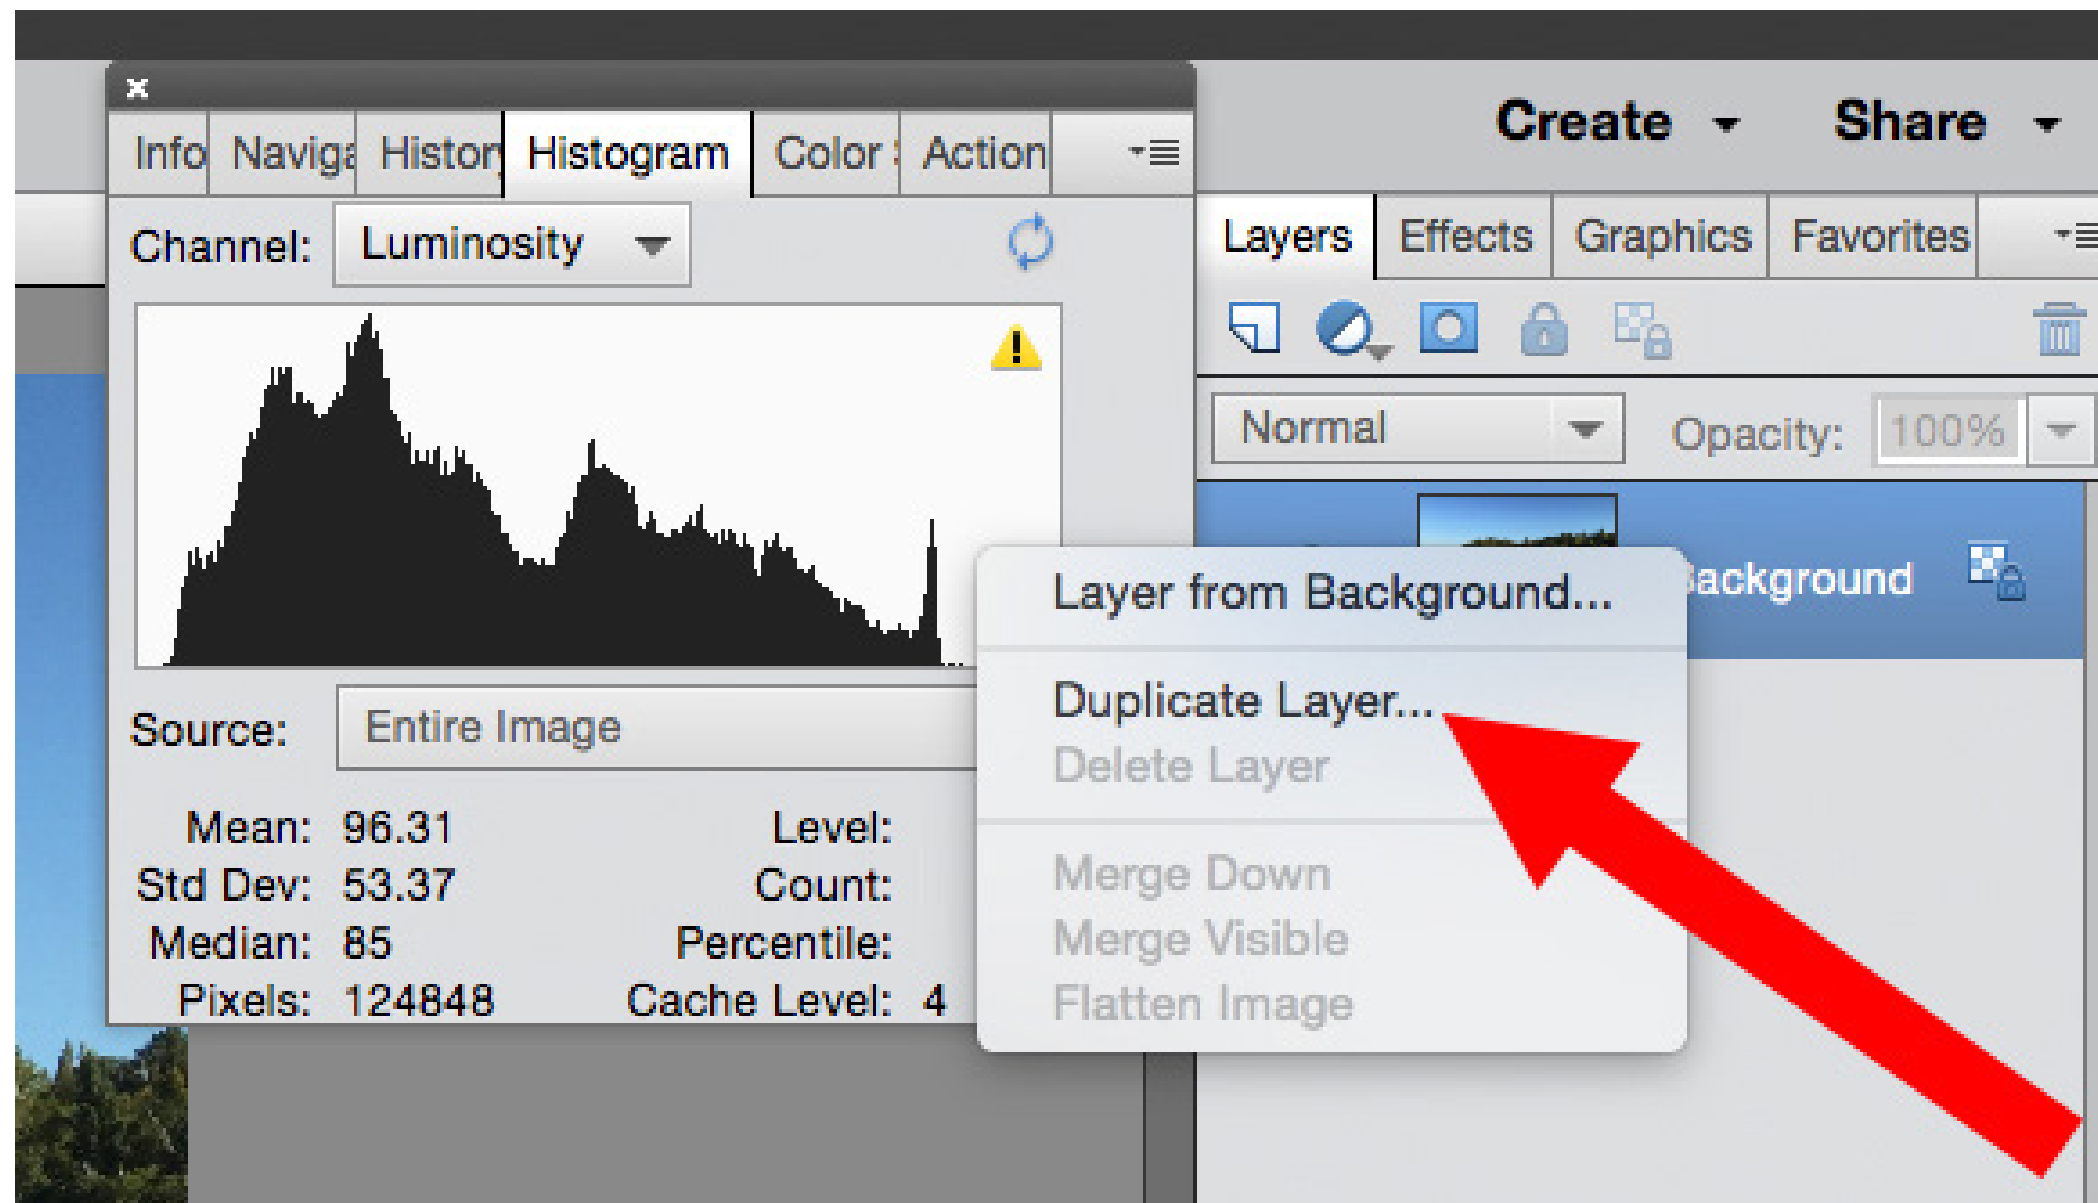 Create Share
Info Naviga History Histogram Color Action
Channel: Luminosity
Layers Effects Graphics Favorites
Normal Opacity: 100%
ackground
Layer from Background...
Duplicate Layer...
Delete Layer
Merge Down
Merge Visible
Flatten Image
Source: Entire Image
Mean: 96.31 Level:
Std Dev: 53.37 Count:
Median: 85 Percentile:
Pixels: 124848 Cache Level: 4